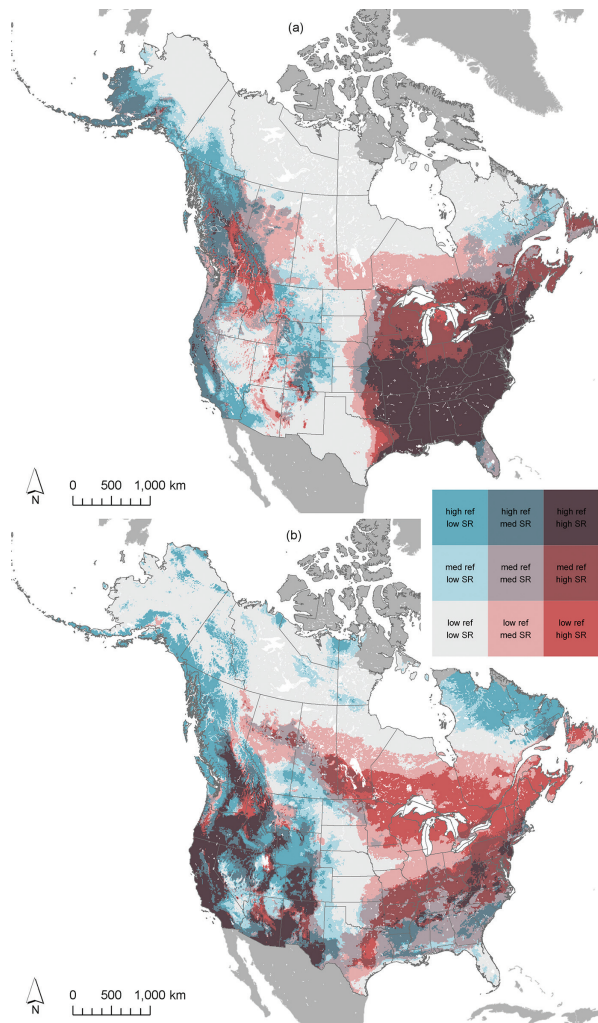 (a)
N
0 500 1,000 km
high ref
low SR
high ref
med SR
high ref
high SR
med ref
low SR
med ref
med SR
med ref
high SR
low ref
low SR
low ref
med SR
low ref
high SR
(b)
N
0 500 1,000 km